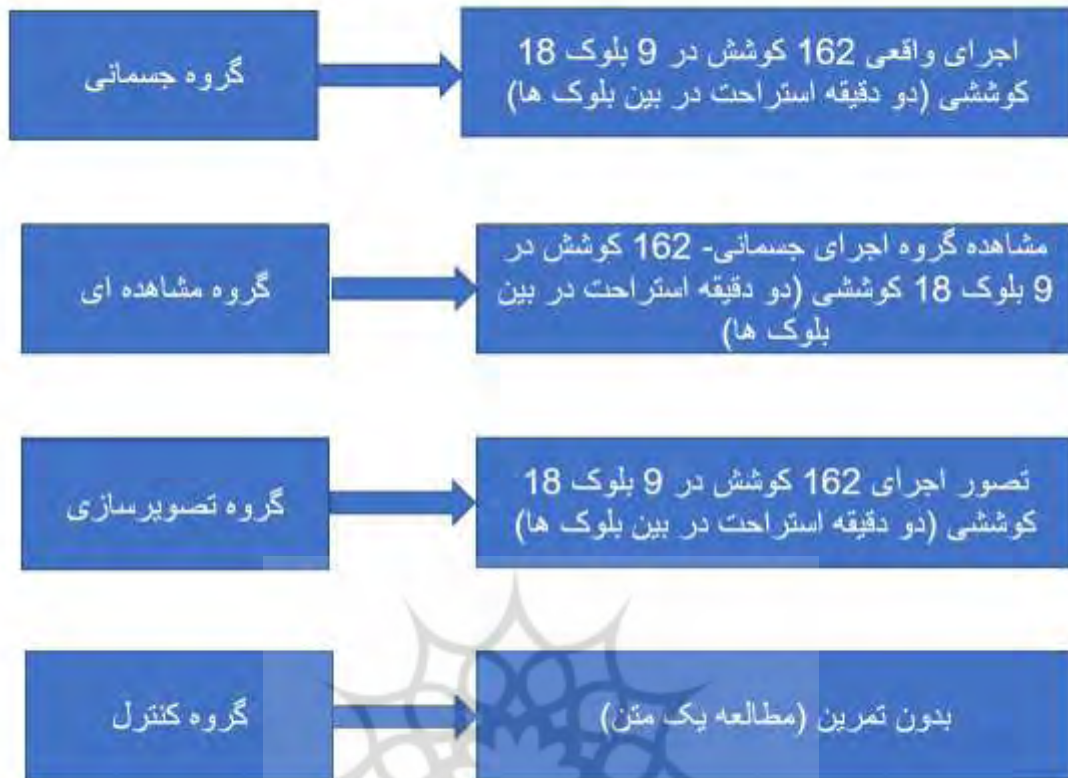 گروه جسمانی
اجرای واقعی 162 کوشش در 9 بلوک 18
کوششی (دو دقیقه استراحت در بین بلوک ها)
گروه مشاهده ای
مشاهده گروه اجرای جسمانی- 162 کوشش در
9 بلوک 18 کوششی (دو دقیقه استراحت در بین
بلوک ها)
گروه تصویرسازی
تصور اجرای 162 کوشش در 9 بلوک 18
کوششی (دو دقیقه استراحت در بین بلوک ها)
گروه کنترل
بدون تمرین (مطالعه یک متن)